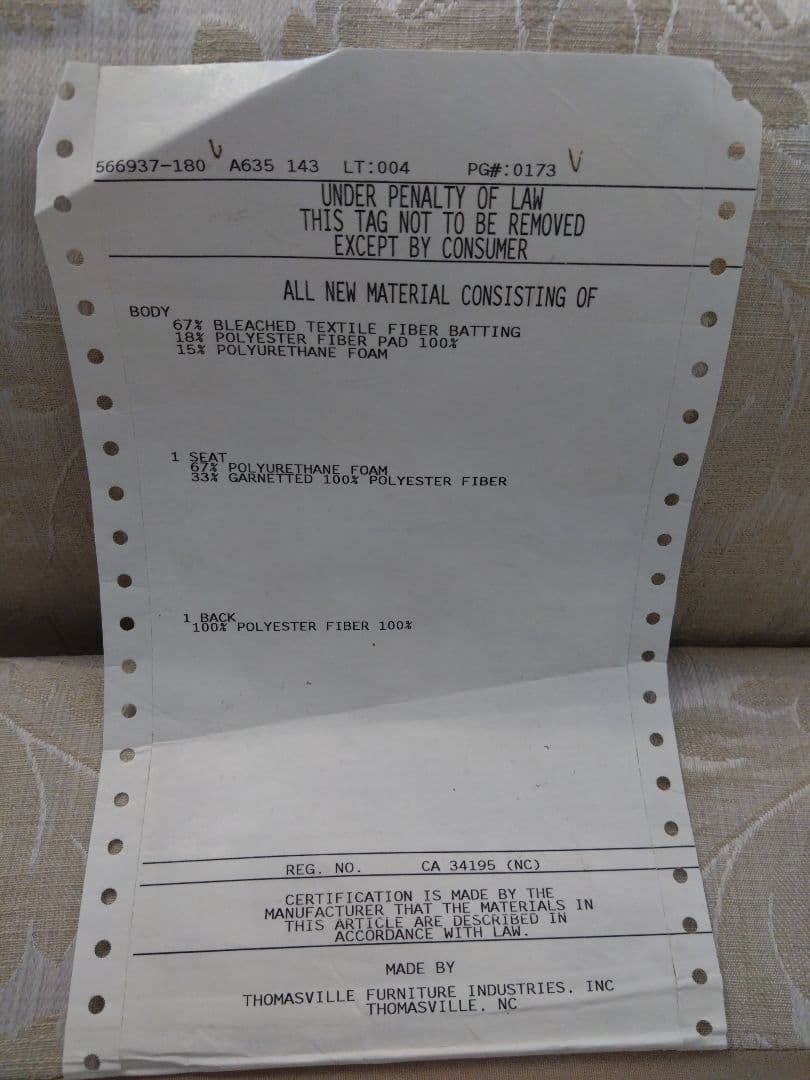 566937-180 A635 143 LT:004 PG#:0173
UNDER PENALTY OF LAW
THIS TAG NOT TO BE REMOVED
EXCEPT BY CONSUMER
ALL NEW MATERIAL CONSISTING OF
BODY
67% BLEACHED TEXTILE FIBER BATTING
18% POLYESTER FIBER PAD 100%
15% POLYURETHANE FOAM
1 SEAT
67% POLYURETHANE FOAM
33% GARNETTED 100% POLYESTER FIBER
1 BACK
100% POLYESTER FIBER 100%
REG. NO. CA 34195 (NC)
CERTIFICATION IS MADE BY THE
MANUFACTURER THAT THE MATERIALS IN
THIS ARTICLE ARE DESCRIBED IN
ACCORDANCE WITH LAW.
MADE BY
THOMASVILLE FURNITURE INDUSTRIES, INC
THOMASVILLE, NC